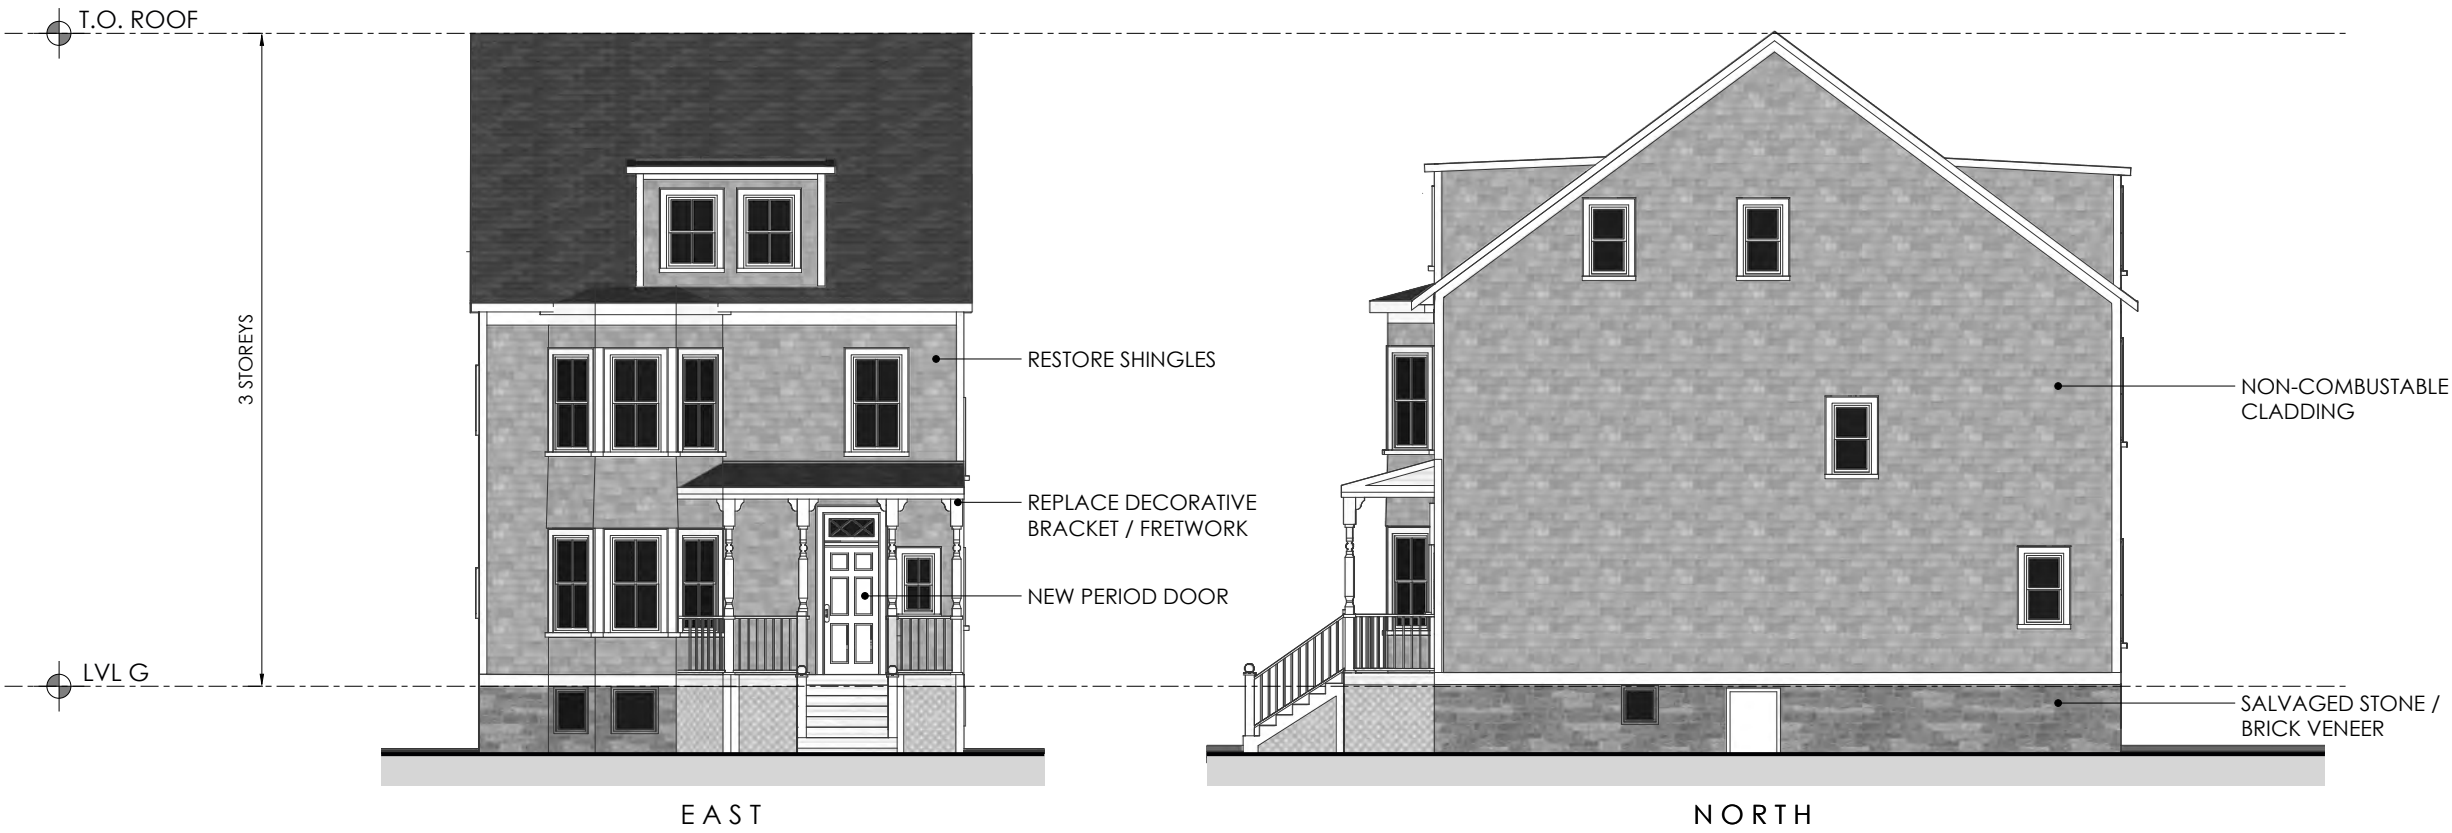 T.O. ROOF
3 STOREYS
RESTORE SHINGLES
NON-COMBUSTABLE
CLADDING
REPLACE DECORATIVE
BRACKET / FRETWORK
NEW PERIOD DOOR
LVL G
SALVAGED STONE /
BRICK VENEER
EAST
NORTH